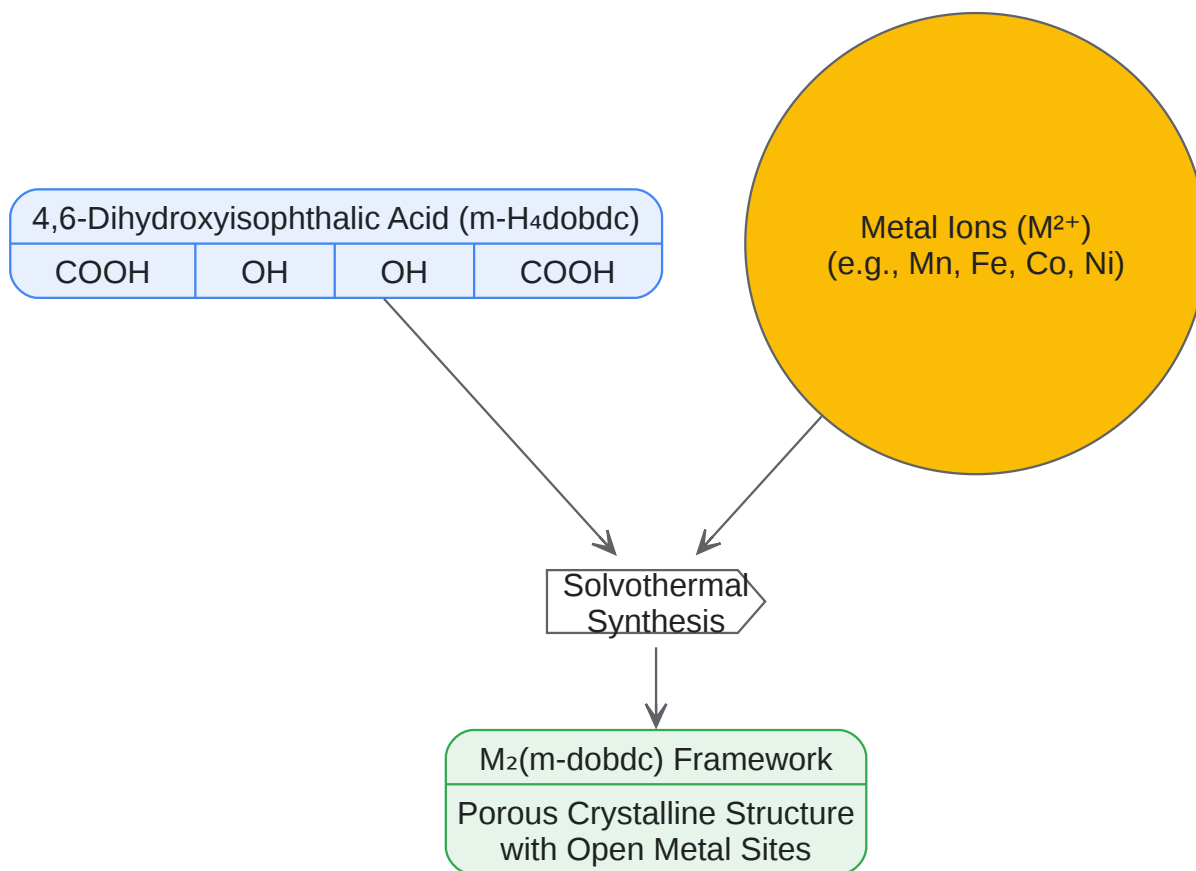 4,6-Dihydroxyisophthalic Acid (m-H₄dobdc)
COOH OH OH COOH
Metal Ions (M²⁺)
(e.g., Mn, Fe, Co, Ni)
Solvothermal
Synthesis
M₂(m-dobdc) Framework
Porous Crystalline Structure
with Open Metal Sites